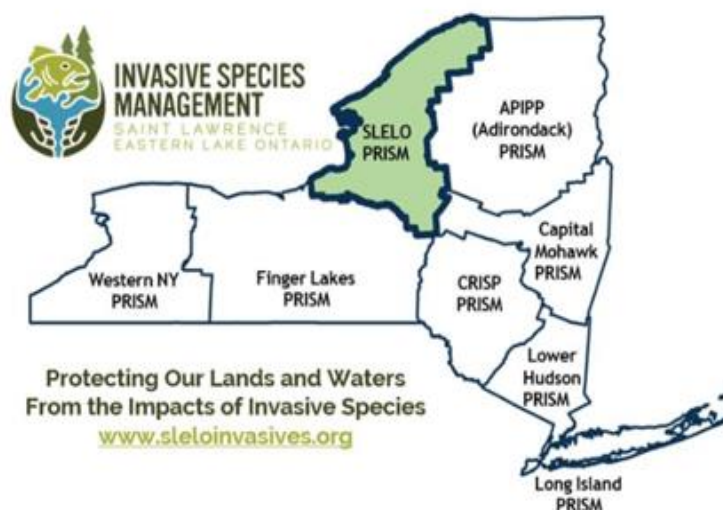 INVASIVE SPECIES
MANAGEMENT
SAINT LAWRENCE
EASTERN LAKE ONTARIO
SLELO
PRISM
APIPP
(Adirondack)
PRISM
Capital
Mohawk
PRISM
Western NY
PRISM
Finger Lakes
PRISM
CRISP
PRISM
Lower
Hudson
PRISM
Long Island
PRISM
Protecting Our Lands and Waters
From the Impacts of Invasive Species
www.sleloinvasives.org